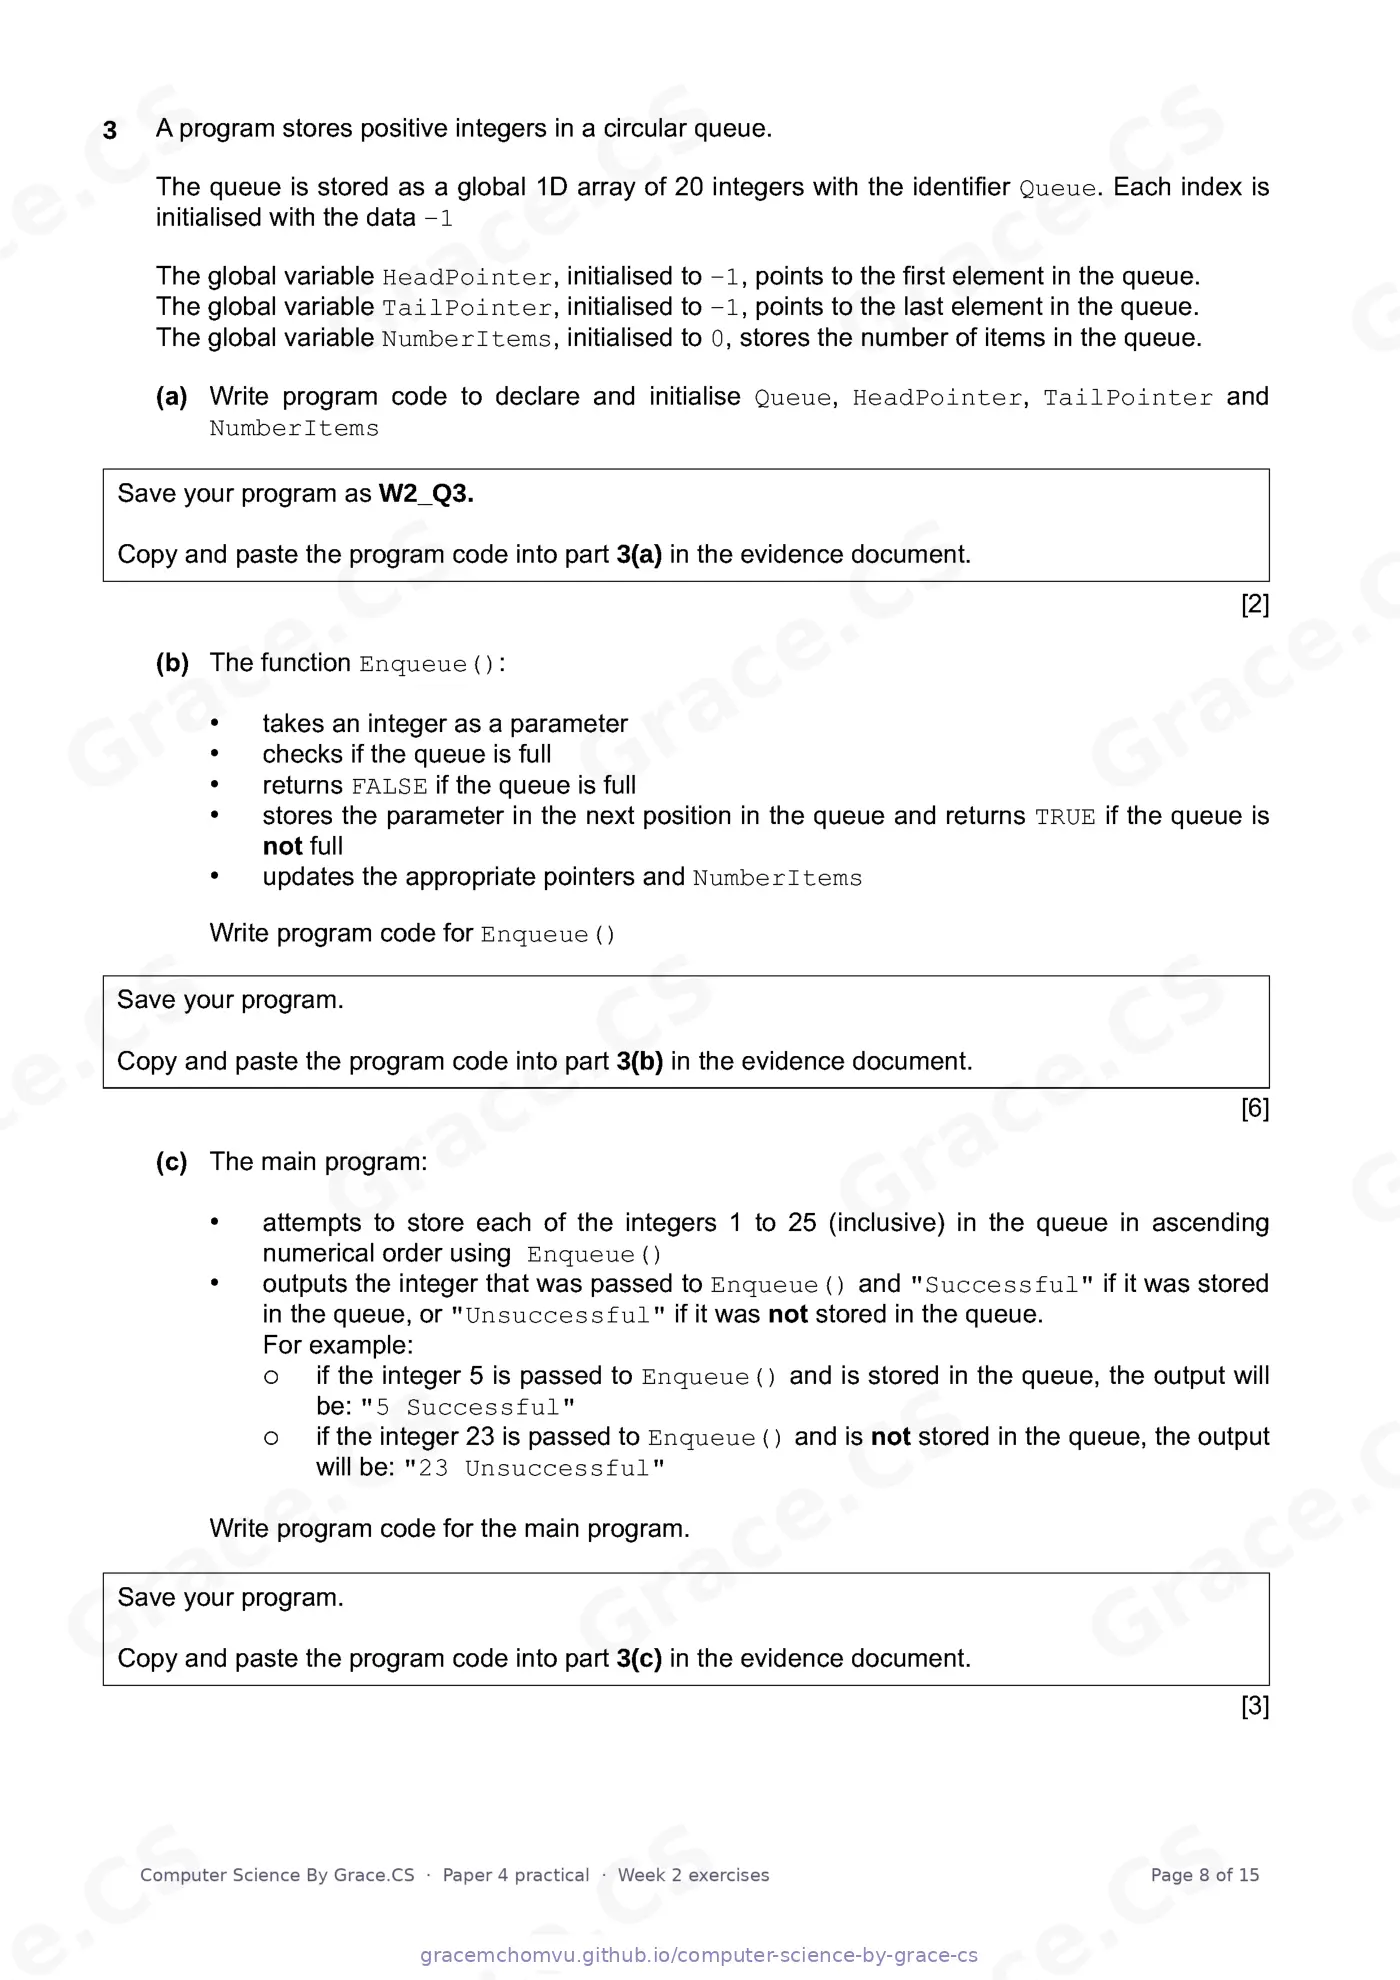 3 A program stores positive integers in a circular queue.
The queue is stored as a global 1D array of 20 integers with the identifier Queue. Each index is
initialised with the data -1
The global variable HeadPointer, initialised to -1, points to the first element in the queue.
The global variable TailPointer, initialised to -1, points to the last element in the queue.
The global variable NumberItems, initialised to 0, stores the number of items in the queue.
(a) Write program code to declare and initialise Queue, HeadPointer, TailPointer and
NumberItems
Save your program as W2_Q3.
Copy and paste the program code into part 3(a) in the evidence document.
[2]
(b) The function Enqueue():
• takes an integer as a parameter
• checks if the queue is full
• returns FALSE if the queue is full
• stores the parameter in the next position in the queue and returns TRUE if the queue is
not full
• updates the appropriate pointers and NumberItems
Write program code for Enqueue()
Save your program.
Copy and paste the program code into part 3(b) in the evidence document.
[6]
(c) The main program:
• attempts to store each of the integers 1 to 25 (inclusive) in the queue in ascending
numerical order using Enqueue()
• outputs the integer that was passed to Enqueue() and "Successful" if it was stored
in the queue, or "Unsuccessful" if it was not stored in the queue.
For example:
○ if the integer 5 is passed to Enqueue() and is stored in the queue, the output will
be: "5 Successful"
○ if the integer 23 is passed to Enqueue() and is not stored in the queue, the output
will be: "23 Unsuccessful"
Write program code for the main program.
Save your program.
Copy and paste the program code into part 3(c) in the evidence document.
[3]
Computer Science By Grace.CS · Paper 4 practical · Week 2 exercises Page 8 of 15
gracemchomvu.github.io/computer-science-by-grace-cs